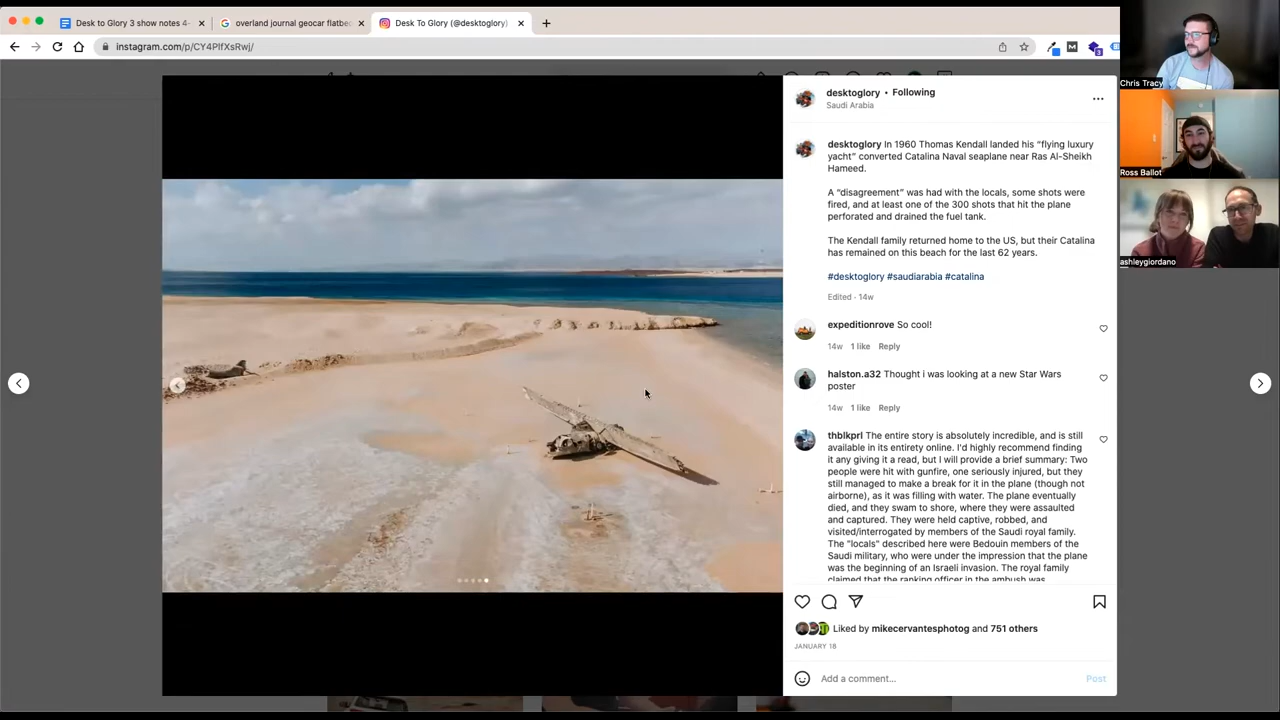 Desk to Glory 3 show notes 4-
overland journal geocar flatbed
Desk To Glory (@desktoglory)
instagram.com/p/CY4PlfXsRwj/
Chris Tracy
Ross Ballot
ashleygiordano
desktoglory • Following
Saudi Arabia
desktoglory In 1960 Thomas Kendall landed his “flying luxury
yacht” converted Catalina Naval seaplane near Ras Al-Sheikh
Hameed.
A “disagreement” was had with the locals, some shots were
fired, and at least one of the 300 shots that hit the plane
perforated and drained the fuel tank.
The Kendall family returned home to the US, but their Catalina
has remained on this beach for the last 62 years.
#desktoglory #saudiarabia #catalina
Edited · 14w
expeditionrove So cool!
14w 1 like Reply
halston.a32 Thought i was looking at a new Star Wars
poster
14w 1 like Reply
thblkprl The entire story is absolutely incredible, and is still
available in its entirety online. I'd highly recommend finding
it any giving it a read, but I will provide a brief summary: Two
people were hit with gunfire, one seriously injured, but they
still managed to make a break for it in the plane (though not
airborne), as it was filling with water. The plane eventually
died, and they swam to shore, where they were assaulted
and captured. They were held captive, robbed, and
visited/interrogated by members of the Saudi royal family.
The "locals" described here were Bedouin members of the
Saudi military, who were under the impression that the plane
was the beginning of an Israeli invasion. The royal family
claimed that the ranking officer in the ambush was
Liked by mikecervantesphotog and 751 others
JANUARY 18
Add a comment...
Post